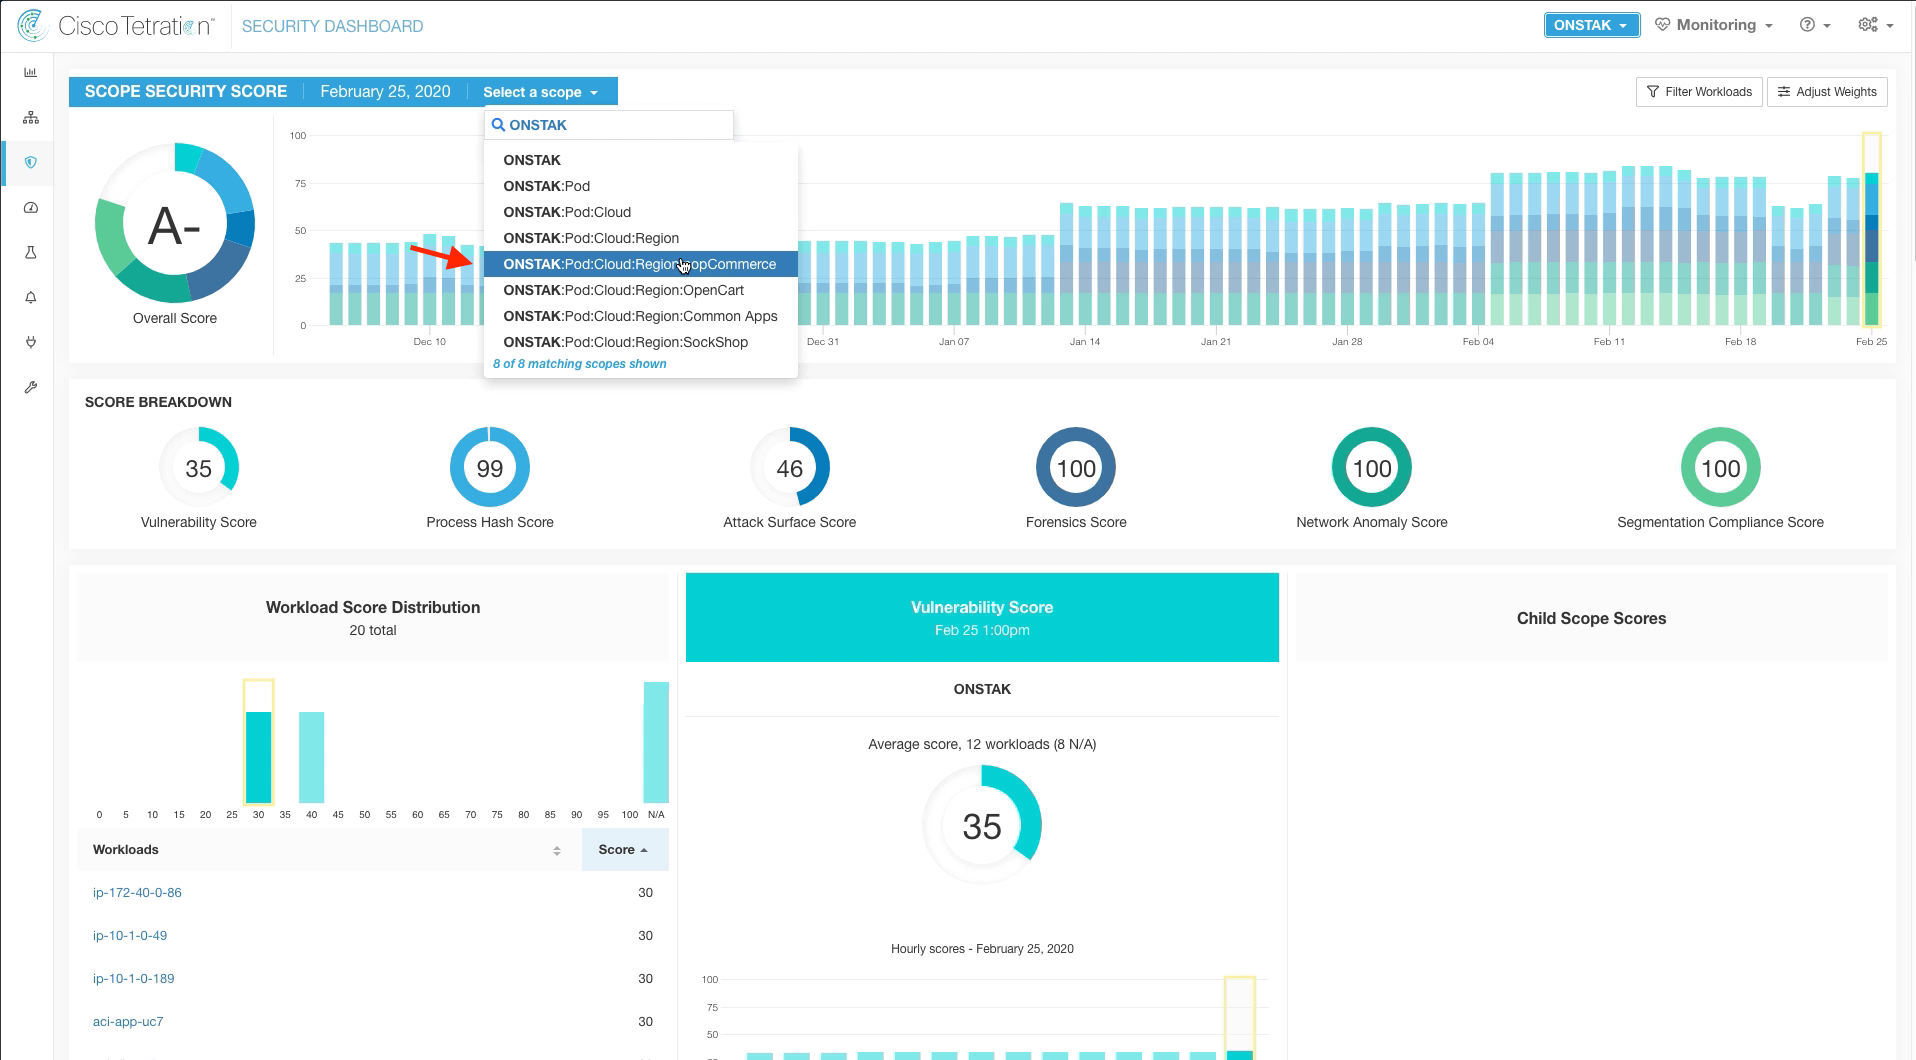 Cisco Tetration™
SECURITY DASHBOARD
ONSTAK
Monitoring
SCOPE SECURITY SCORE
February 25, 2020
Select a scope
Filter Workloads
Adjust Weights
ONSTAK
ONSTAK
ONSTAK:Pod
ONSTAK:Pod:Cloud
ONSTAK:Pod:Cloud:Region
ONSTAK:Pod:Cloud:Region opCommerce
ONSTAK:Pod:Cloud:Region:OpenCart
ONSTAK:Pod:Cloud:Region:Common Apps
ONSTAK:Pod:Cloud:Region:SockShop
8 of 8 matching scopes shown
A-
Overall Score
100
75
50
25
0
Dec 10
Dec 31
Jan 07
Jan 14
Jan 21
Jan 28
Feb 04
Feb 11
Feb 18
Feb 25
SCORE BREAKDOWN
35
Vulnerability Score
99
Process Hash Score
46
Attack Surface Score
100
Forensics Score
100
Network Anomaly Score
100
Segmentation Compliance Score
Workload Score Distribution
20 total
0 5 10 15 20 25 30 35 40 45 50 55 60 65 70 75 80 85 90 95 100 N/A
Workloads
Score
ip-172-40-0-86 30
ip-10-1-0-49 30
ip-10-1-0-189 30
aci-app-uc7 30
Vulnerability Score
Feb 25 1:00pm
ONSTAK
Average score, 12 workloads (8 N/A)
35
Hourly scores - February 25, 2020
100
75
50
Child Scope Scores